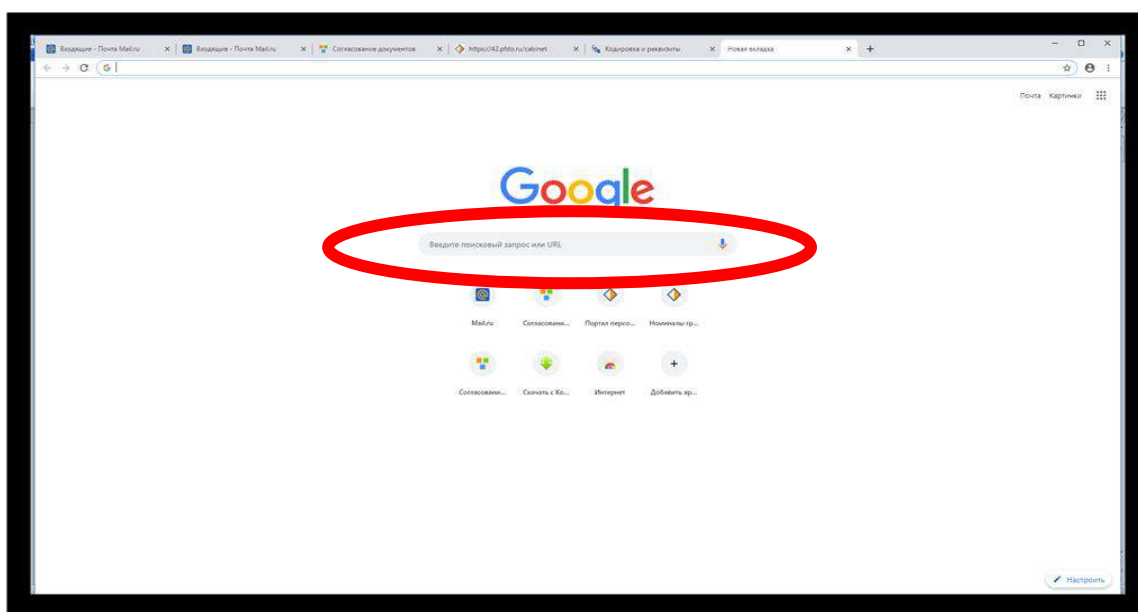 Входящие - Почта Mail.ru
Входящие - Почта Mail.ru
Согласование документов
https://42.pfdo.ru/cabinet
Кодировка и реквизиты
Новая вкладка
Почта Картинки
Google
Введите поисковый запрос или URL
Mail.ru Согласовани... Портал персо... Номиналы гр...
Согласовани... Скачать с Ко... Интернет Добавить яр...
Настроить